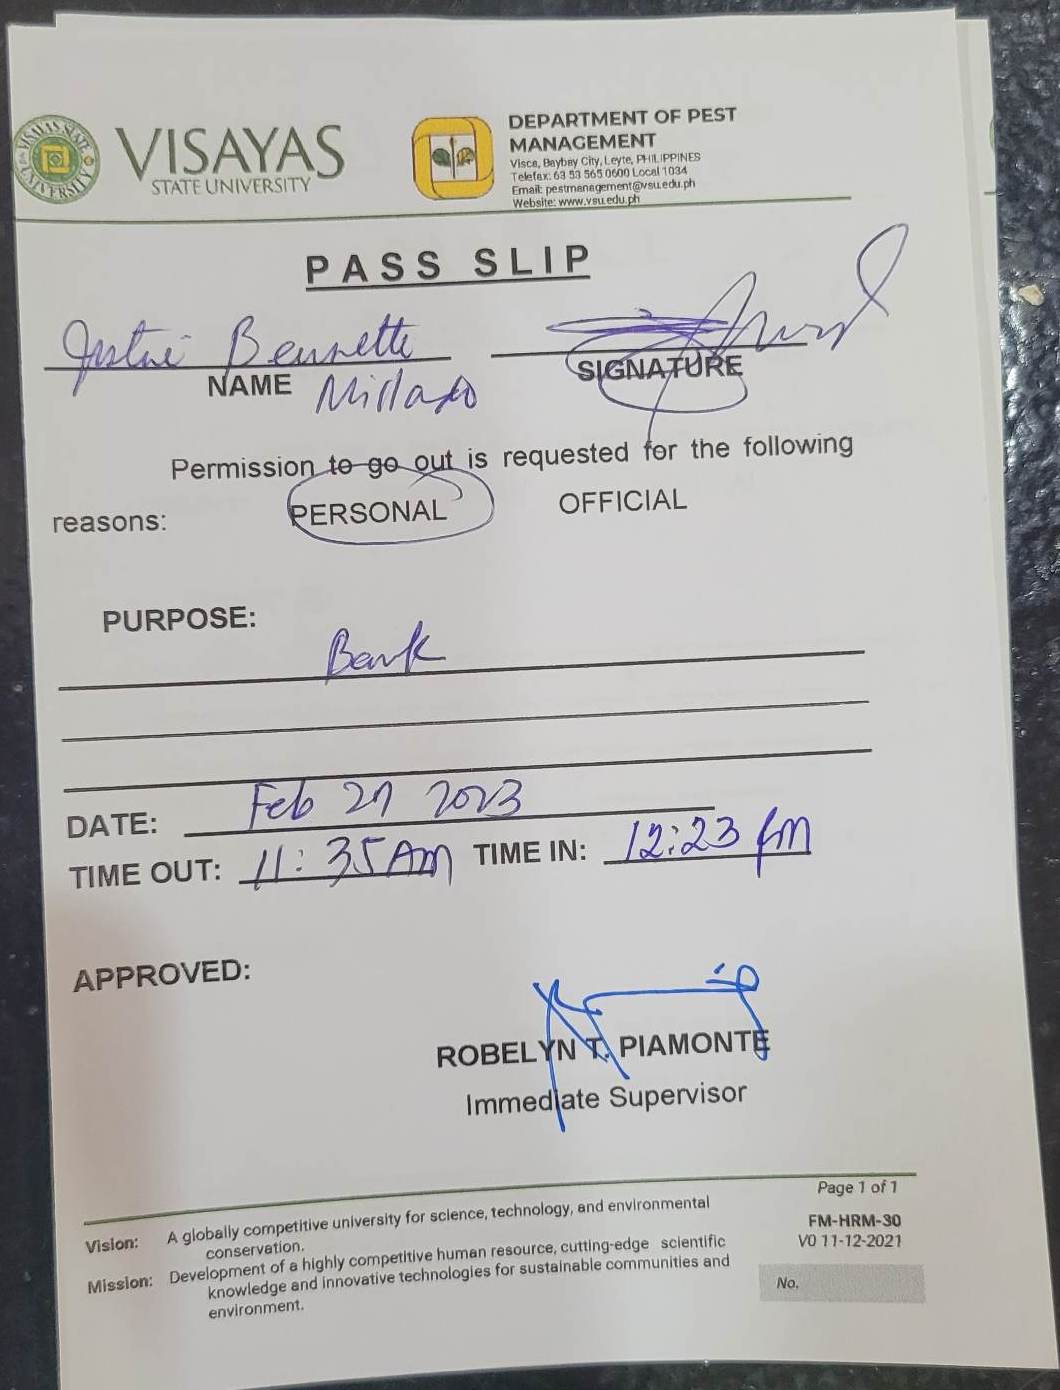 VISAYAS
STATE UNIVERSITY
VISAYAS STATE UNIVERSITY
DEPARTMENT OF PEST
MANAGEMENT
Visca, Baybay City, Leyte, PHILIPPINES
Telefax: 63 53 565 0600 Local 1034
Email: pestmanagement@vsu.edu.ph
Website: www.vsu.edu.ph
PASS SLIP
Bennette
NAME
SIGNATURE
Permission to go out is requested for the following
reasons: PERSONAL OFFICIAL
PURPOSE:
Bank
DATE: Feb 27 2023
TIME OUT: 11:35 AM TIME IN: 12:23 PM
APPROVED:
ROBELYN T. PIAMONTE
Immediate Supervisor
Page 1 of 1
Vision: A globally competitive university for science, technology, and environmental
conservation.
Mission: Development of a highly competitive human resource, cutting-edge scientific
knowledge and innovative technologies for sustainable communities and
environment.
FM-HRM-30
V0 11-12-2021
No.